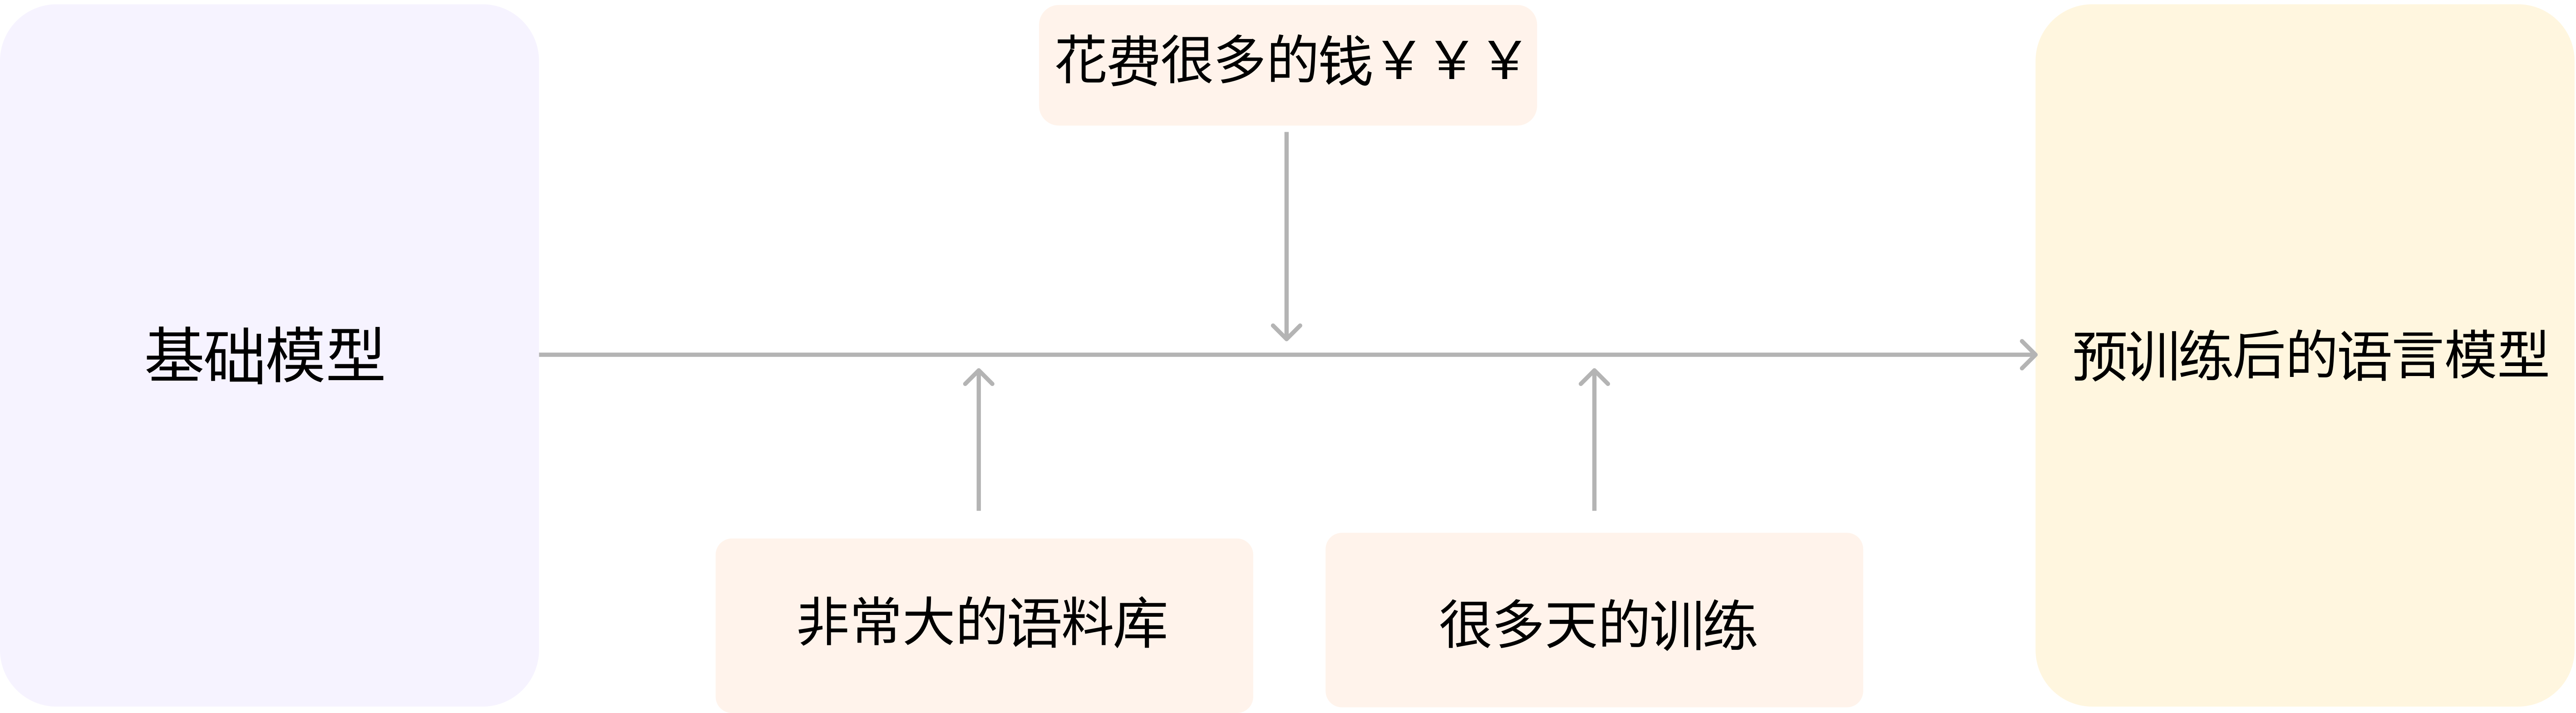 花费很多的钱￥￥￥
基础模型
预训练后的语言模型
非常大的语料库
很多天的训练